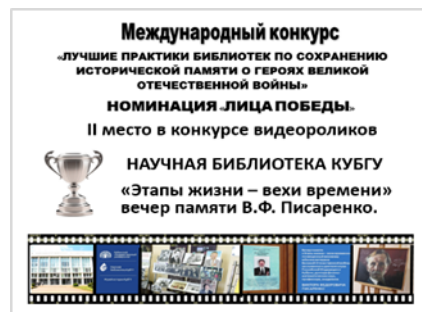 Международный конкурс
«ЛУЧШИЕ ПРАКТИКИ БИБЛИОТЕК ПО СОХРАНЕНИЮ
ИСТОРИЧЕСКОЙ ПАМЯТИ О ГЕРОЯХ ВЕЛИКОЙ
ОТЕЧЕСТВЕННОЙ ВОЙНЫ»
НОМИНАЦИЯ «ЛИЦА ПОБЕДЫ»
II место в конкурсе видеороликов
НАУЧНАЯ БИБЛИОТЕКА КУБГУ
«Этапы жизни – вехи времени»
вечер памяти В.Ф. Писаренко.